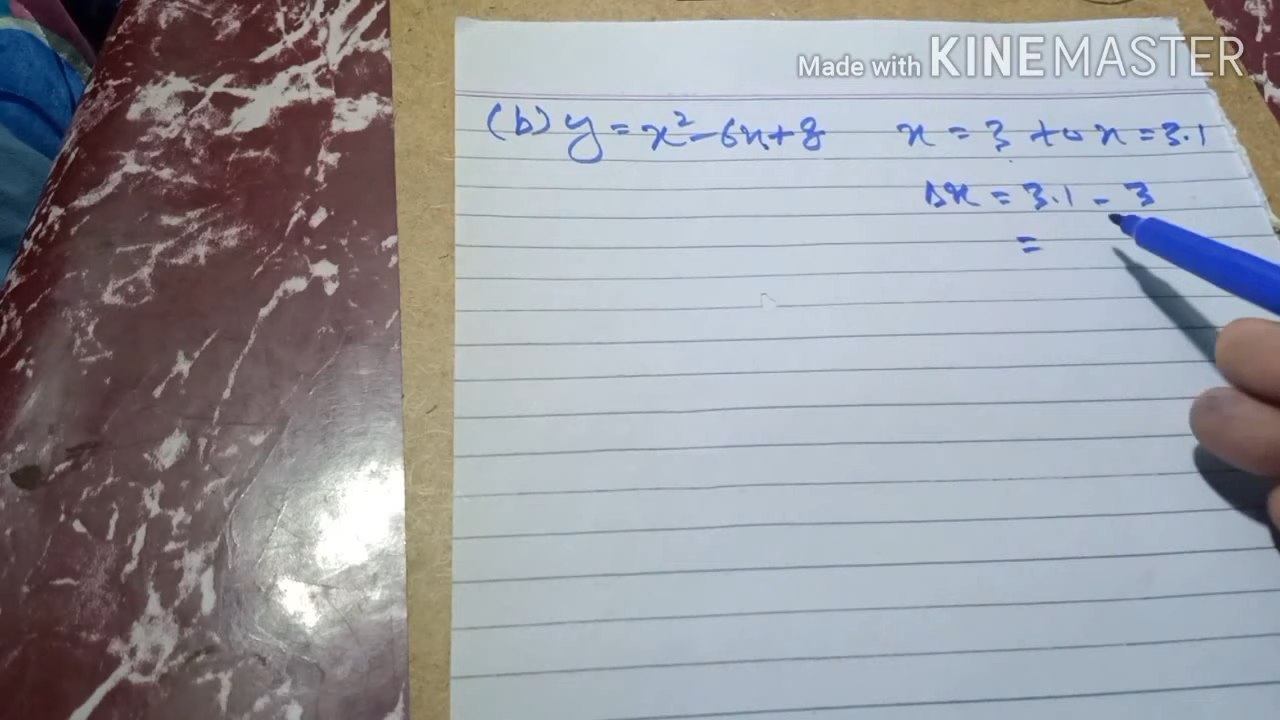 Made with KINEMASTER
(b) y = x² - 6x + 8 x = 3 to x = 3.1
Δx = 3.1 - 3
=